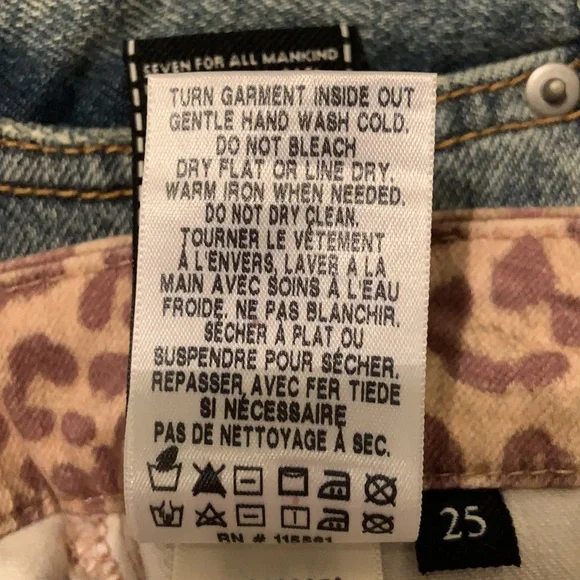 SEVEN FOR ALL MANKIND
TURN GARMENT INSIDE OUT
GENTLE HAND WASH COLD.
DO NOT BLEACH
DRY FLAT OR LINE DRY.
WARM IRON WHEN NEEDED.
DO NOT DRY CLEAN.
TOURNER LE VÊTEMENT
À L'ENVERS, LAVER A LA
MAIN AVEC SOINS À L'EAU
FROIDE. NE PAS BLANCHIR.
SÉCHER À PLAT OU
SUSPENDRE POUR SÉCHER.
REPASSER AVEC FER TIEDE
SI NÉCESSAIRE
PAS DE NETTOYAGE À SEC.
RN #
25